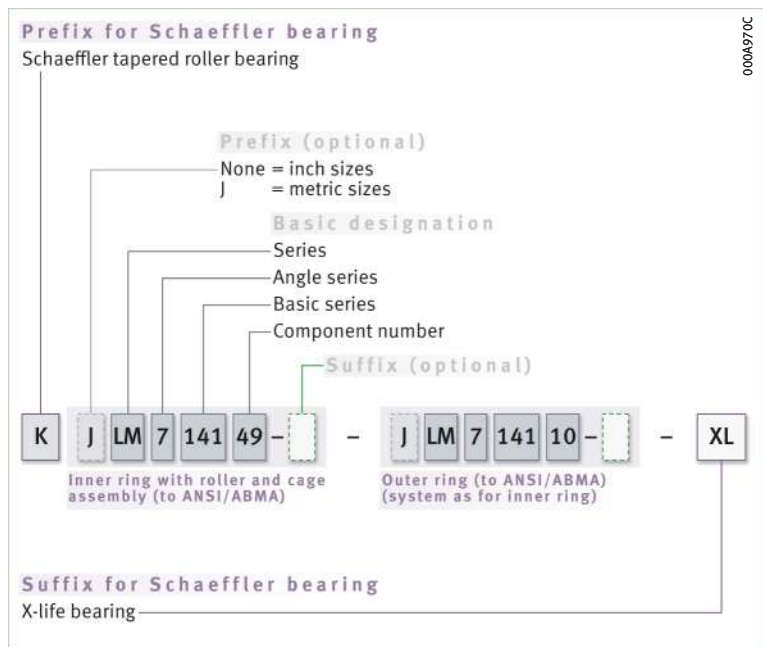 Prefix for Schaeffler bearing
000A970C
Schaeffler tapered roller bearing
Prefix (optional)
None = inch sizes
J = metric sizes
Basic designation
Series
Angle series
Basic series
Component number
Suffix (optional)
K J LM 7 141 49 – – J LM 7 141 10 – – XL
Inner ring with roller and cage
assembly (to ANSI/ABMA)
Outer ring (to ANSI/ABMA)
(system as for inner ring)
Suffix for Schaeffler bearing
X-life bearing